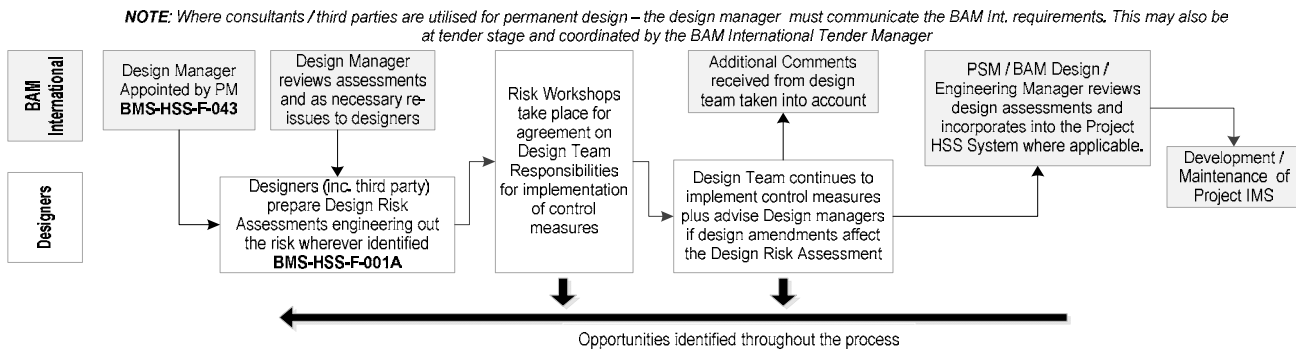 NOTE: Where consultants / third parties are utilised for permanent design – the design manager must communicate the BAM Int. requirements. This may also be
at tender stage and coordinated by the BAM International Tender Manager
BAM
International
Design Manager
Appointed by PM
BMS-HSS-F-043
Design Manager
reviews assessments
and as necessary re-
issues to designers
Risk Workshops
take place for
agreement on
Design Team
Responsibilities
for implementation
of control
measures
Additional Comments
received from design
team taken into account
PSM / BAM Design /
Engineering Manager reviews
design assessments and
incorporates into the Project
HSS System where applicable.
Development /
Maintenance of
Project IMS
Designers
Designers (inc. third party)
prepare Design Risk
Assessments engineering out
the risk wherever identified
BMS-HSS-F-001A
Design Team continues to
implement control measures
plus advise Design managers
if design amendments affect
the Design Risk Assessment
Opportunities identified throughout the process